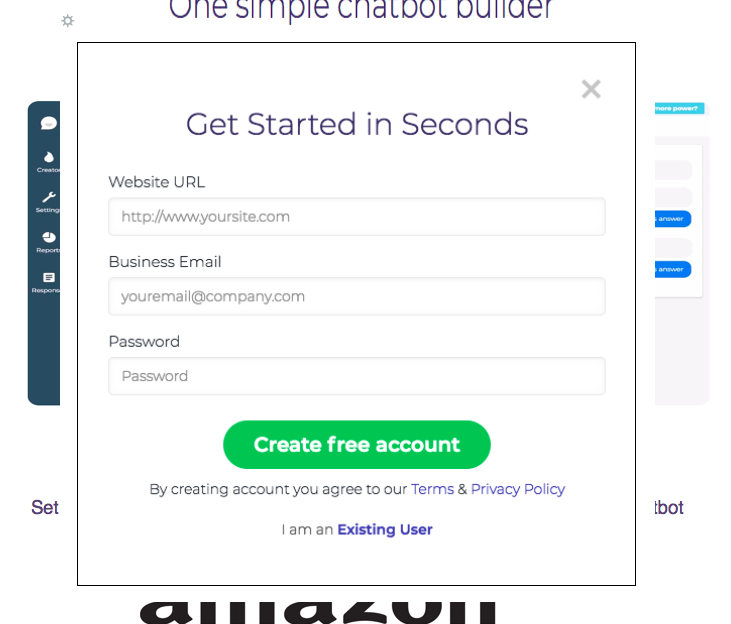 One simple chatbot builder
more power?
Get Started in Seconds
Website URL
http://www.yoursite.com
Business Email
youremail@company.com
Password
Password
Create free account
By creating account you agree to our Terms & Privacy Policy
I am an Existing User
Creator
Settings
Reports
answer
answer
Set
tbot
amazon